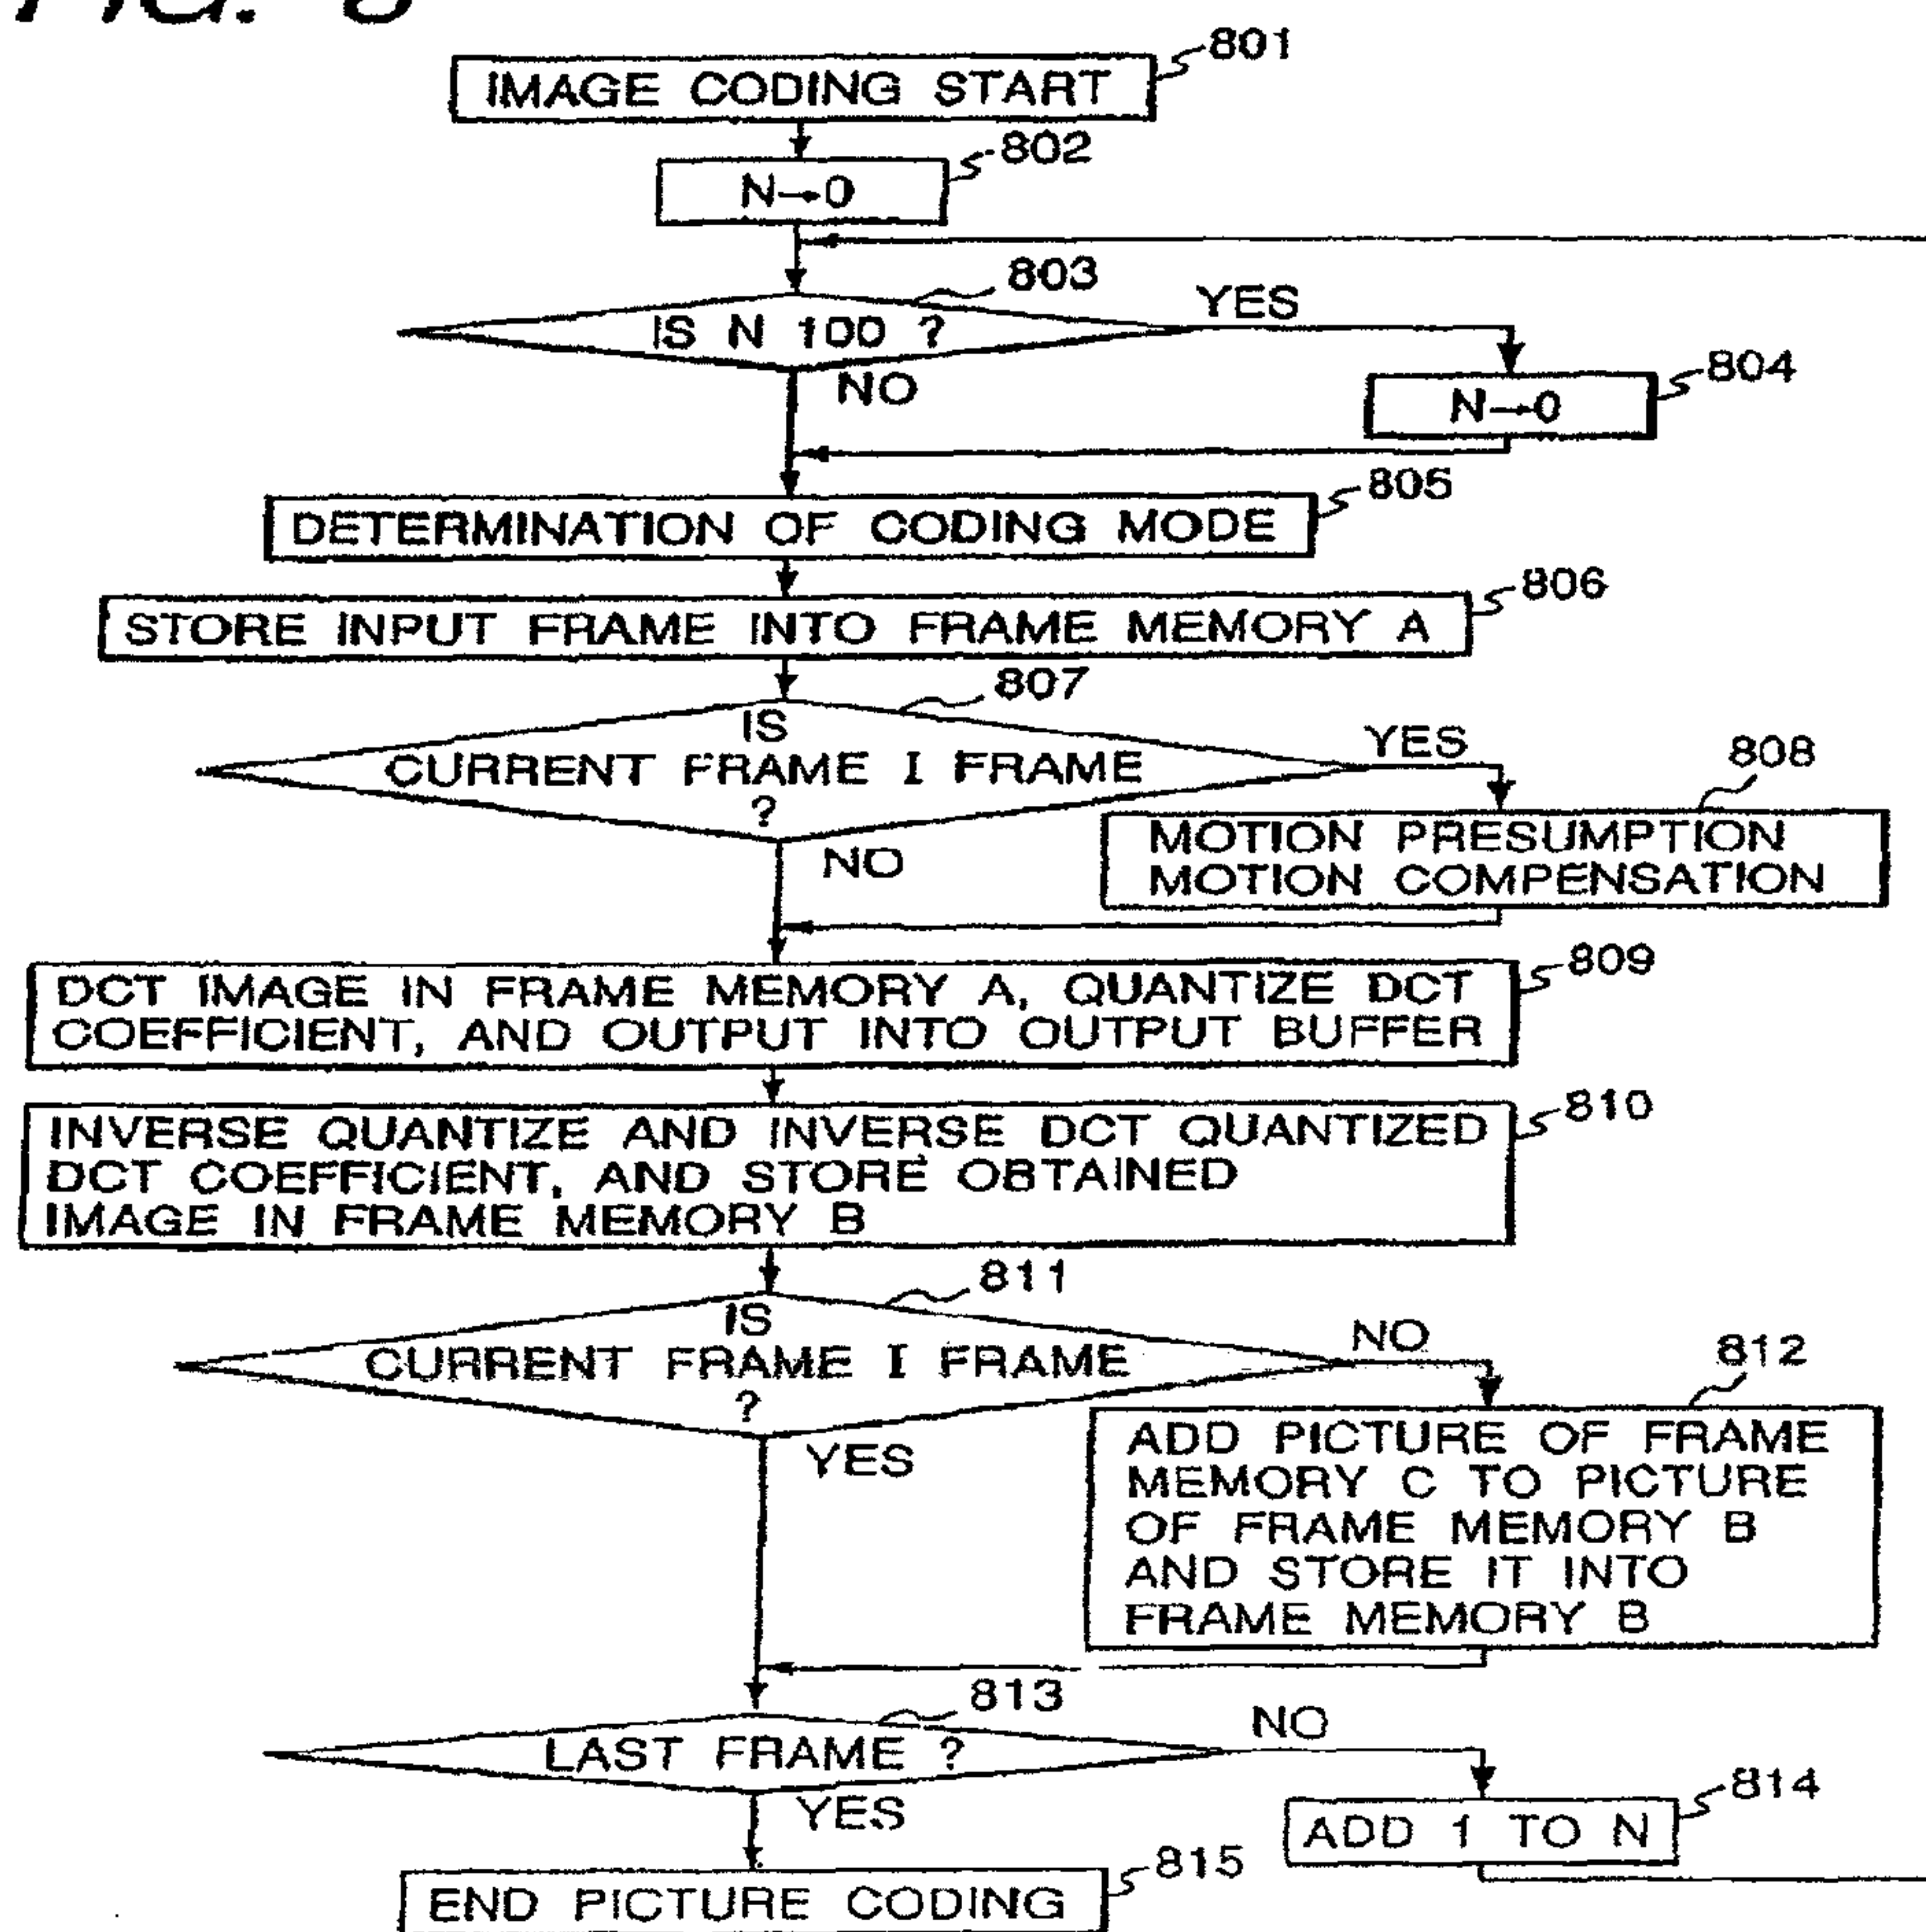 FIG. 8
801
IMAGE CODING START
802
N→0
803
IS N 100 ?
YES
NO
804
N→0
805
DETERMINATION OF CODING MODE
806
STORE INPUT FRAME INTO FRAME MEMORY A
807
IS
CURRENT FRAME I FRAME
?
YES
NO
808
MOTION PRESUMPTION
MOTION COMPENSATION
809
DCT IMAGE IN FRAME MEMORY A, QUANTIZE DCT
COEFFICIENT, AND OUTPUT INTO OUTPUT BUFFER
810
INVERSE QUANTIZE AND INVERSE DCT QUANTIZED
DCT COEFFICIENT, AND STORE OBTAINED
IMAGE IN FRAME MEMORY B
811
IS
CURRENT FRAME I FRAME
?
NO
YES
812
ADD PICTURE OF FRAME
MEMORY C TO PICTURE
OF FRAME MEMORY B
AND STORE IT INTO
FRAME MEMORY B
813
LAST FRAME ?
NO
YES
814
ADD 1 TO N
815
END PICTURE CODING